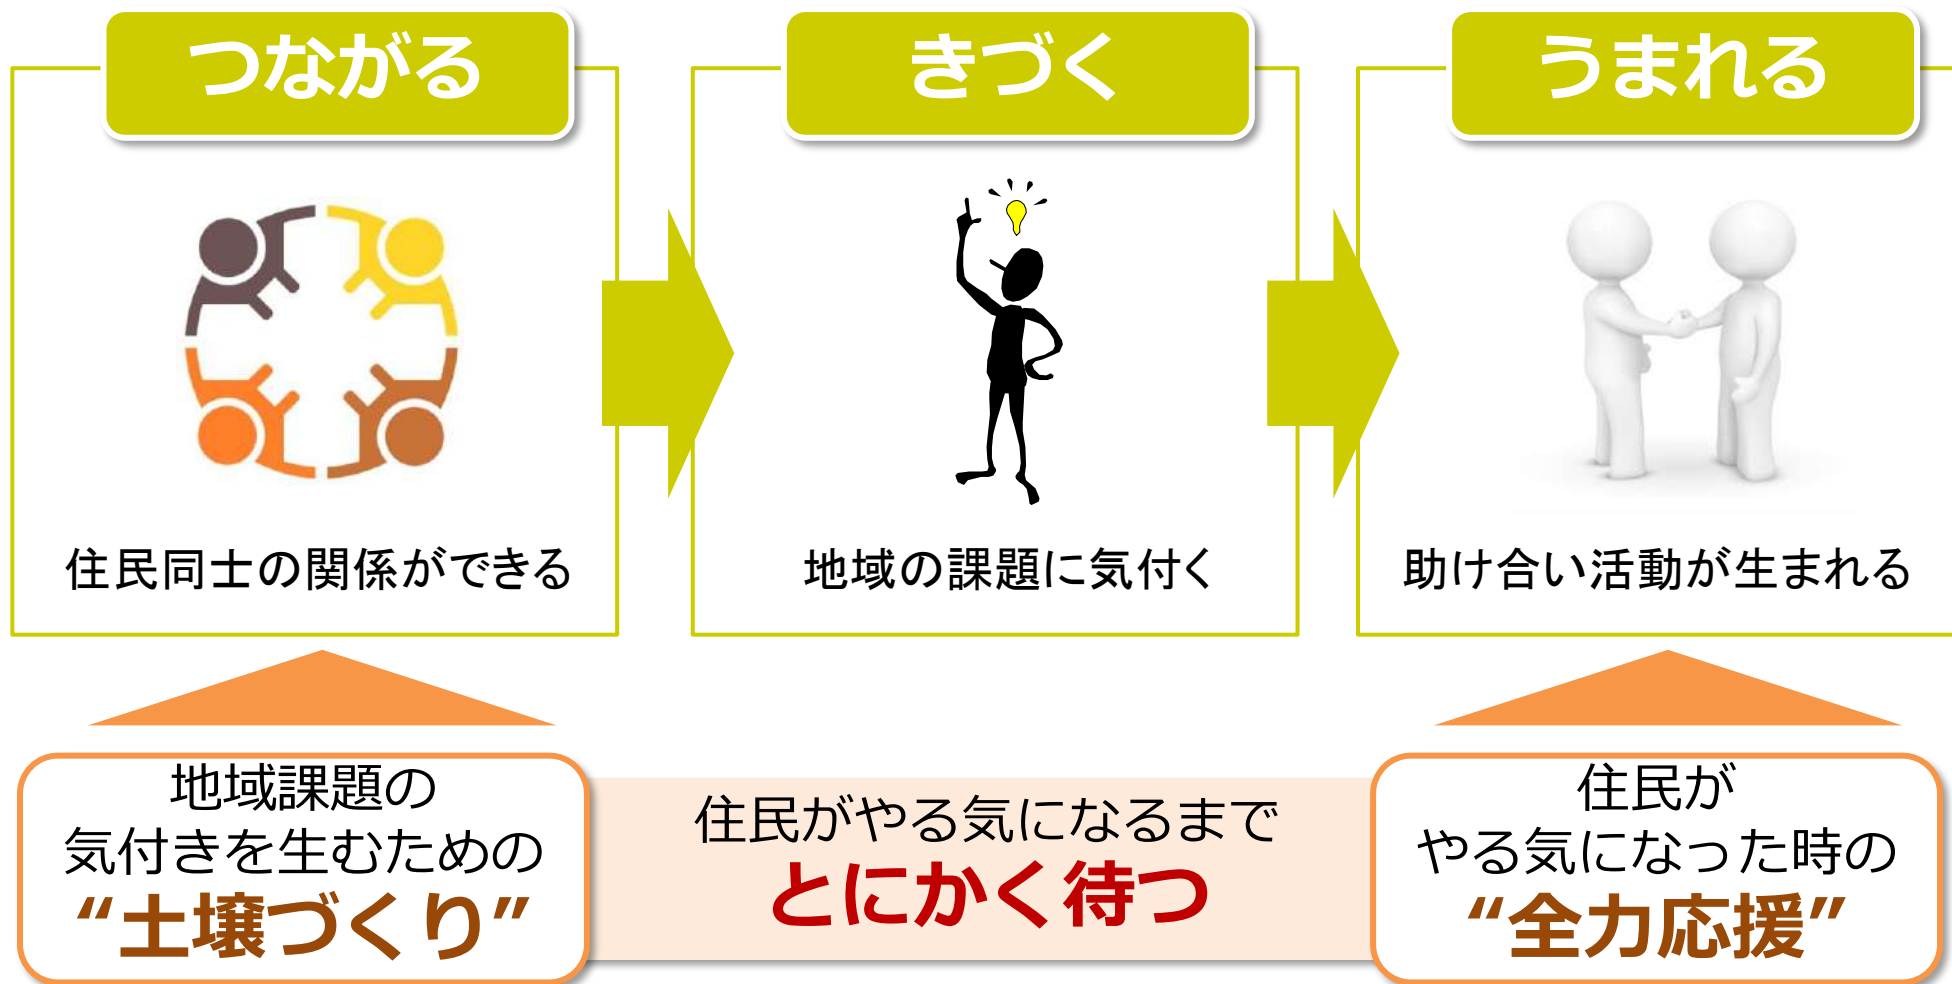 つながる
きづく
うまれる
住民同士の関係ができる
地域の課題に気付く
助け合い活動が生まれる
地域課題の
気付きを生むための
“土壌づくり”
住民がやる気になるまで
とにかく待つ
住民が
やる気になった時の
“全力応援”